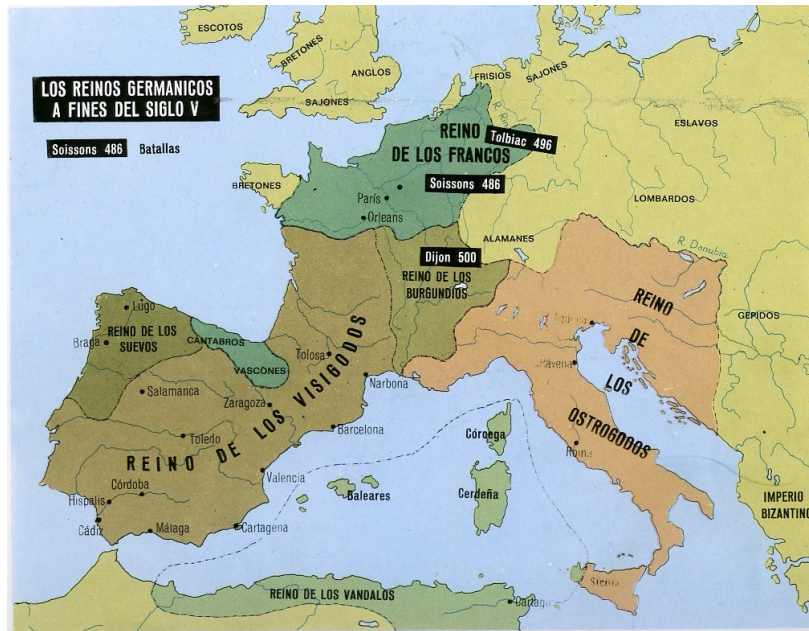 ESCOTOS
BRETONES
ANGLOS
SAJONES
FRISIOS
SAJONES
LOS REINOS GERMANICOS
A FINES DEL SIGLO V
Soissons 486 Batallas
ESLAVOS
REINO
DE LOS FRANCOS
Tolbiac 496
Soissons 486
París
Orleans
BRETONES
LOMBARDOS
ALAMANES
R. Danubio
Dijon 500
REINO DE LOS
BURGUNDIOS
GEPIDOS
REINO
DE
LOS
OSTROGODOS
Lugo
REINO DE LOS
SUEVOS
Braga
CÁNTABROS
VASCONES
Tolosa
Narbona
Salamanca
Zaragoza
Barcelona
Toledo
REINO DE LOS VISIGODOS
Valencia
Córdoba
Hispalis
Cádiz
Málaga
Cartagena
Baleares
Córcega
Cerdeña
Rávena
Roma
Sicilia
IMPERIO
BIZANTINO
REINO DE LOS VANDALOS